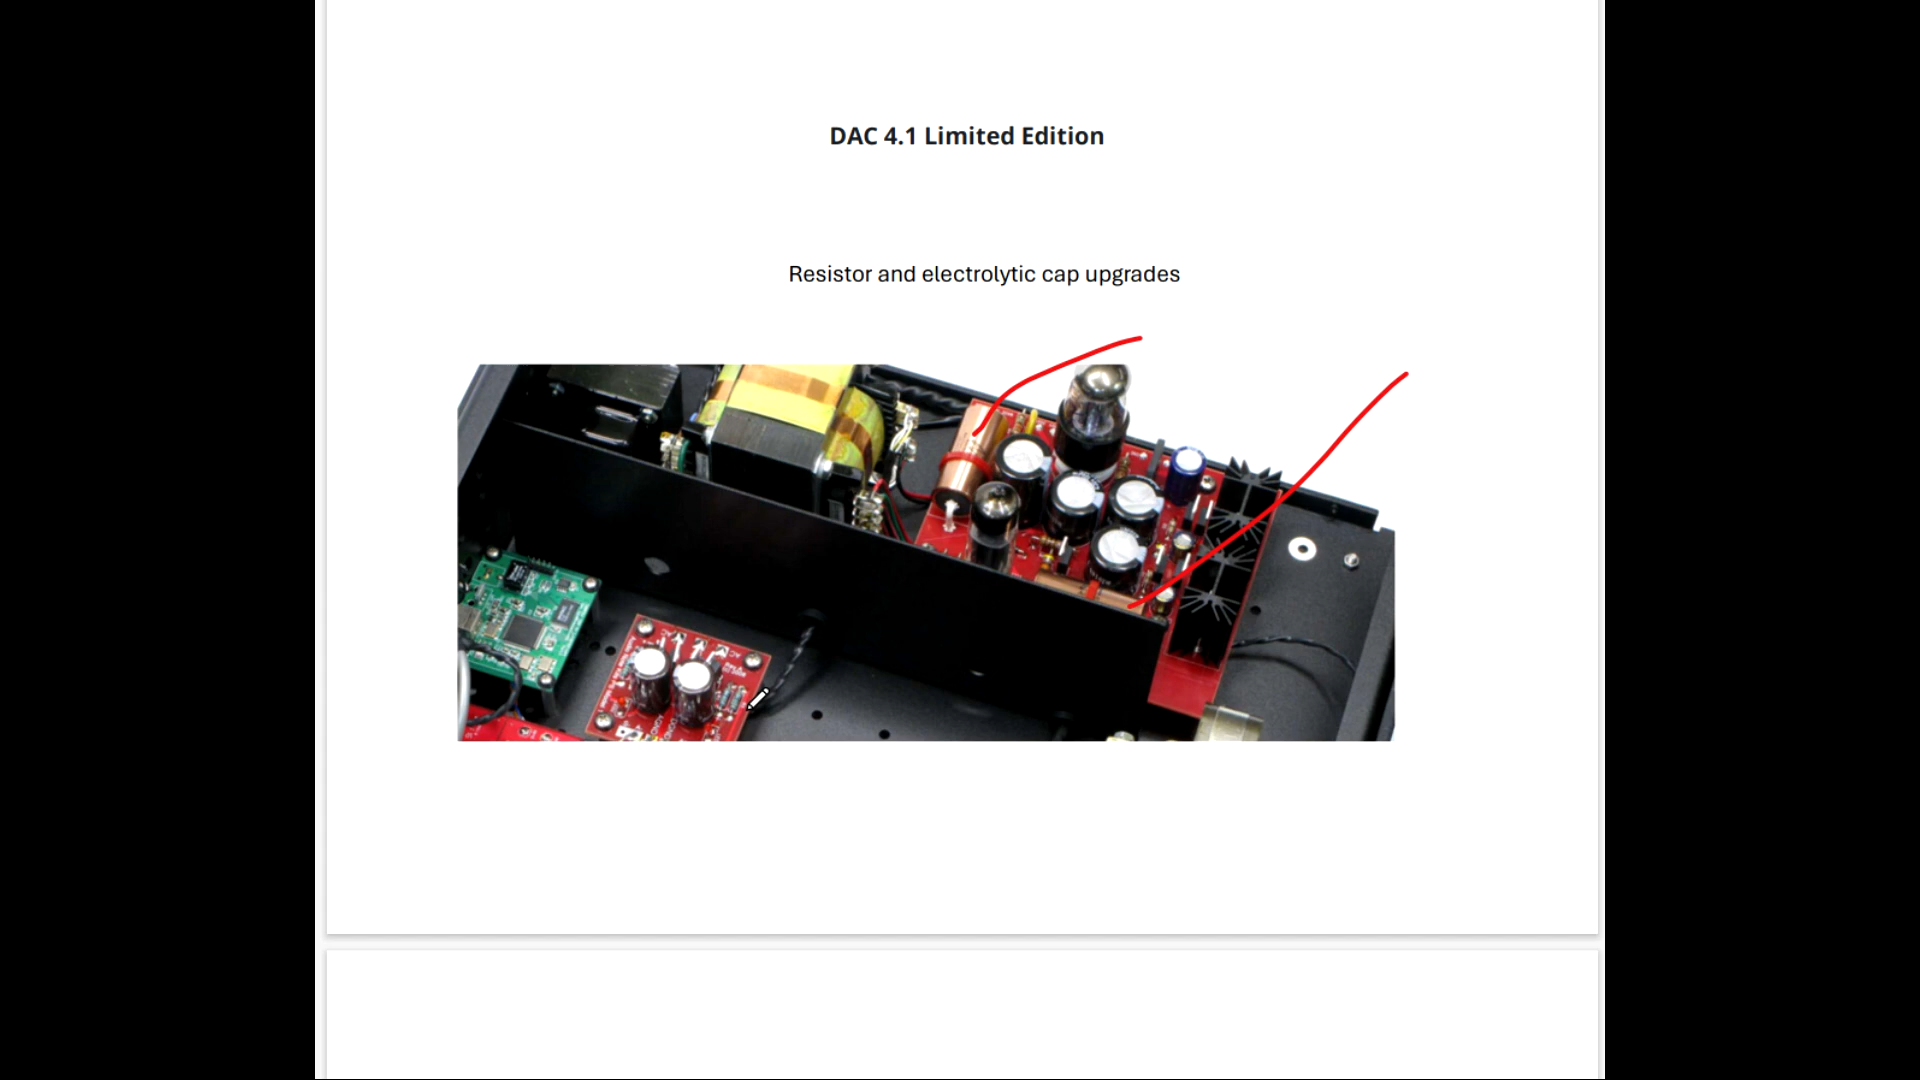 DAC 4.1 Limited Edition
Resistor and electrolytic cap upgrades